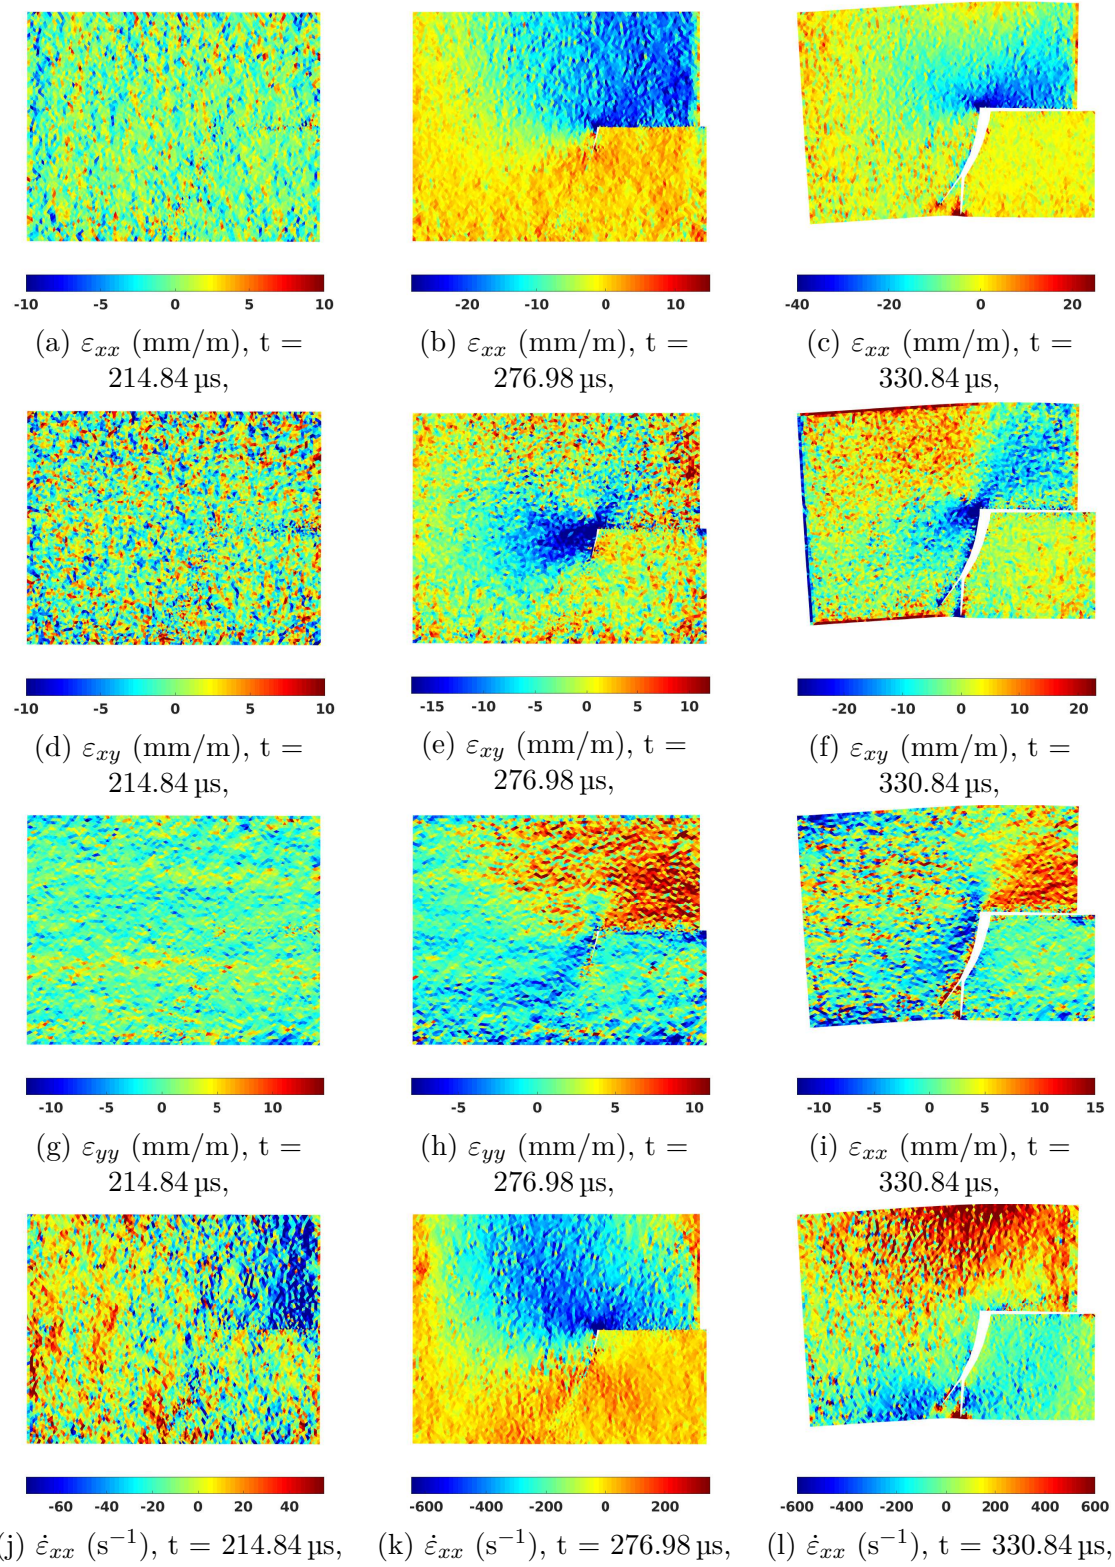 -10 -5 0 5 10
-20 -10 0 10
-40 -20 0 20
(a) εxx (mm/m), t =
214.84 µs,
(b) εxx (mm/m), t =
276.98 µs,
(c) εxx (mm/m), t =
330.84 µs,
-10 -5 0 5 10
-15 -10 -5 0 5 10
-20 -10 0 10 20
(d) εxy (mm/m), t =
214.84 µs,
(e) εxy (mm/m), t =
276.98 µs,
(f) εxy (mm/m), t =
330.84 µs,
-10 -5 0 5 10
-5 0 5 10
-10 -5 0 5 10 15
(g) εyy (mm/m), t =
214.84 µs,
(h) εyy (mm/m), t =
276.98 µs,
(i) εxx (mm/m), t =
330.84 µs,
-60 -40 -20 0 20 40
-600 -400 -200 0 200 400
-600 -400 -200 0 200 400 600
(j) ε̇xx (s⁻¹), t = 214.84 µs,
(k) ε̇xx (s⁻¹), t = 276.98 µs,
(l) ε̇xx (s⁻¹), t = 330.84 µs,